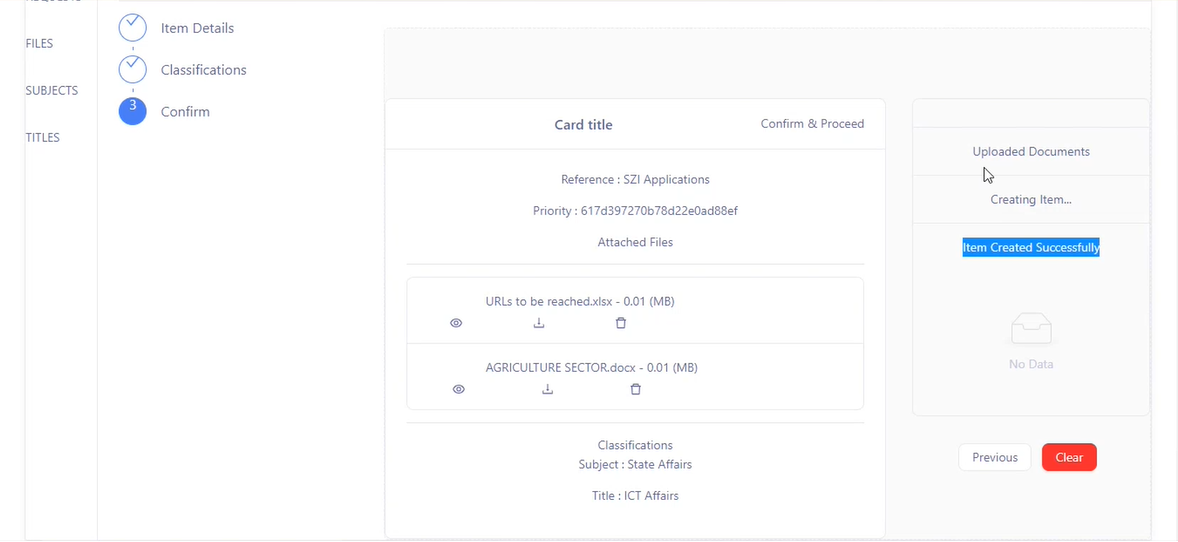 REQUESTS
FILES
SUBJECTS
TITLES
Item Details
Classifications
3
Confirm
Card title
Confirm & Proceed
Reference : SZI Applications
Priority : 617d397270b78d22e0ad88ef
Attached Files
URLs to be reached.xlsx - 0.01 (MB)
AGRICULTURE SECTOR.docx - 0.01 (MB)
Classifications
Subject : State Affairs
Title : ICT Affairs
Uploaded Documents
Creating Item...
Item Created Successfully
No Data
Previous
Clear